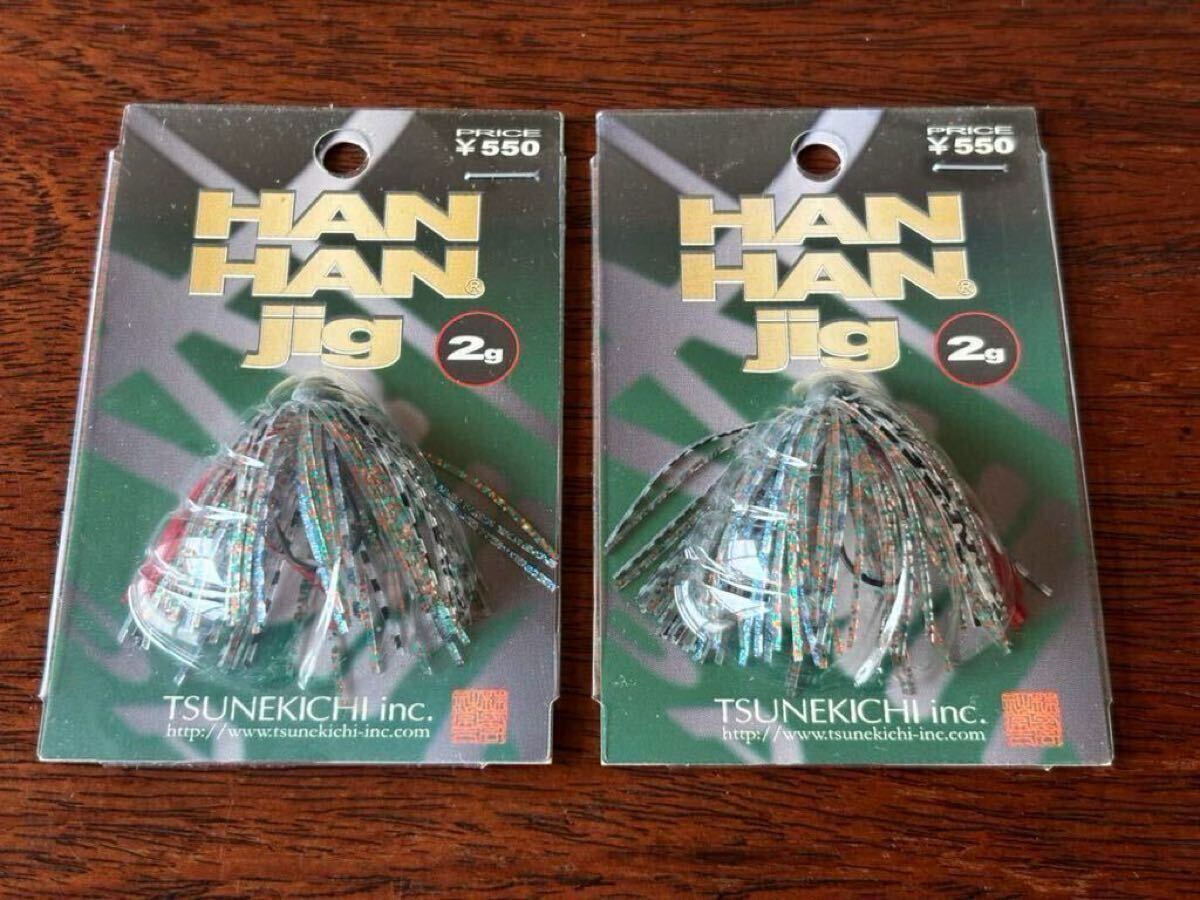 PRICE
¥550
HAN
HAN®
jig
2g
TSUNEKICHI inc.
http://www.tsunekichi-inc.com
PRICE
¥550
HAN
HAN®
jig
2g
TSUNEKICHI inc.
http://www.tsunekichi-inc.com